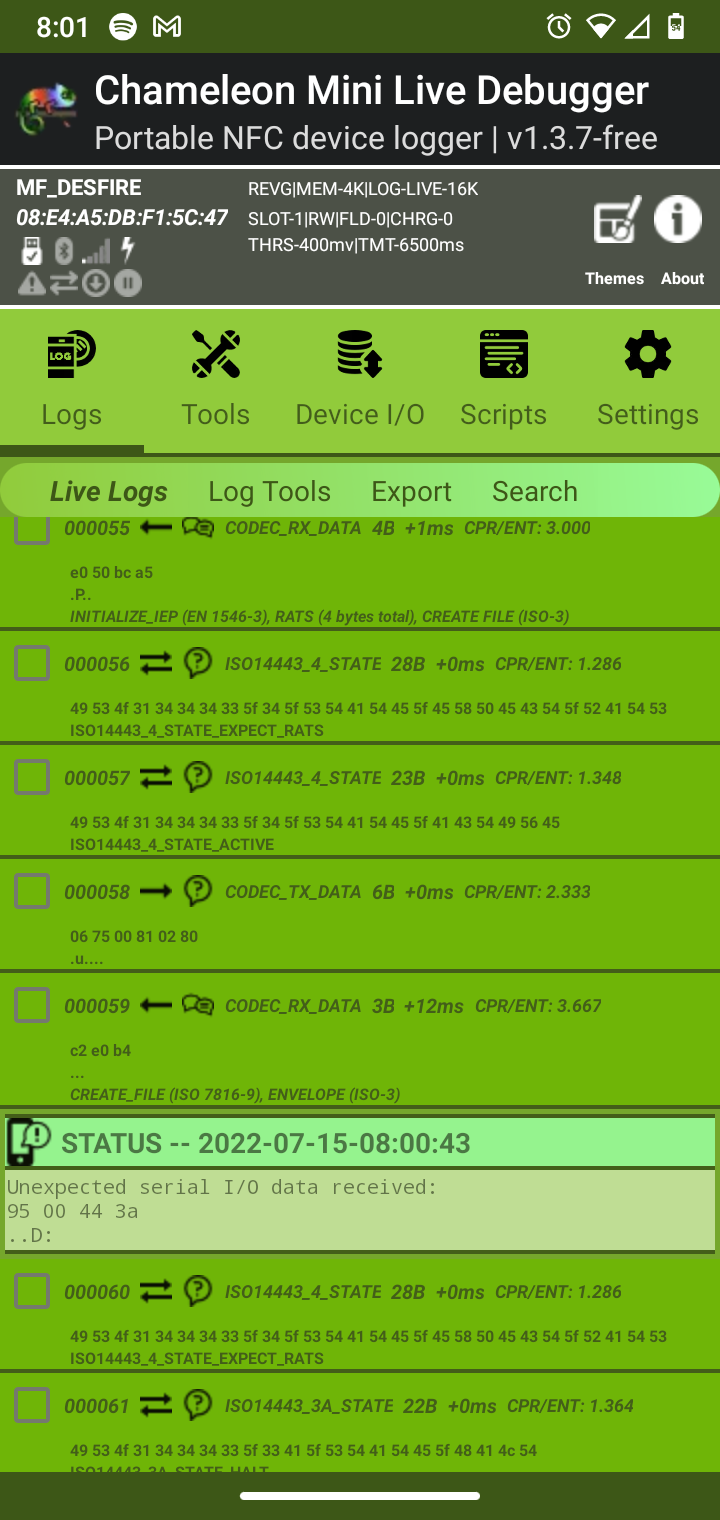 8:01
54
Chameleon Mini Live Debugger
Portable NFC device logger | v1.3.7-free
MF_DESFIRE
08:E4:A5:DB:F1:5C:47
REVG|MEM-4K|LOG-LIVE-16K
SLOT-1|RW|FLD-0|CHRG-0
THRS-400mv|TMT-6500ms
Themes About
LOG
Logs Tools Device I/O Scripts Settings
Live Logs Log Tools Export Search
000055 CODEC_RX_DATA 4B +1ms CPR/ENT: 3.000
e0 50 bc a5
.P..
INITIALIZE_IEP (EN 1546-3), RATS (4 bytes total), CREATE FILE (ISO-3)
000056 ISO14443_4_STATE 28B +0ms CPR/ENT: 1.286
49 53 4f 31 34 34 34 33 5f 34 5f 53 54 41 54 45 5f 45 58 50 45 43 54 5f 52 41 54 53
ISO14443_4_STATE_EXPECT_RATS
000057 ISO14443_4_STATE 23B +0ms CPR/ENT: 1.348
49 53 4f 31 34 34 34 33 5f 34 5f 53 54 41 54 45 5f 41 43 54 49 56 45
ISO14443_4_STATE_ACTIVE
000058 CODEC_TX_DATA 6B +0ms CPR/ENT: 2.333
06 75 00 81 02 80
.u....
000059 CODEC_RX_DATA 3B +12ms CPR/ENT: 3.667
c2 e0 b4
...
CREATE_FILE (ISO 7816-9), ENVELOPE (ISO-3)
STATUS -- 2022-07-15-08:00:43
Unexpected serial I/O data received:
95 00 44 3a
..D:
000060 ISO14443_4_STATE 28B +0ms CPR/ENT: 1.286
49 53 4f 31 34 34 34 33 5f 34 5f 53 54 41 54 45 5f 45 58 50 45 43 54 5f 52 41 54 53
ISO14443_4_STATE_EXPECT_RATS
000061 ISO14443_3A_STATE 22B +0ms CPR/ENT: 1.364
49 53 4f 31 34 34 34 33 5f 33 41 5f 53 54 41 54 45 5f 48 41 4c 54
ISO14443_3A_STATE_HALT